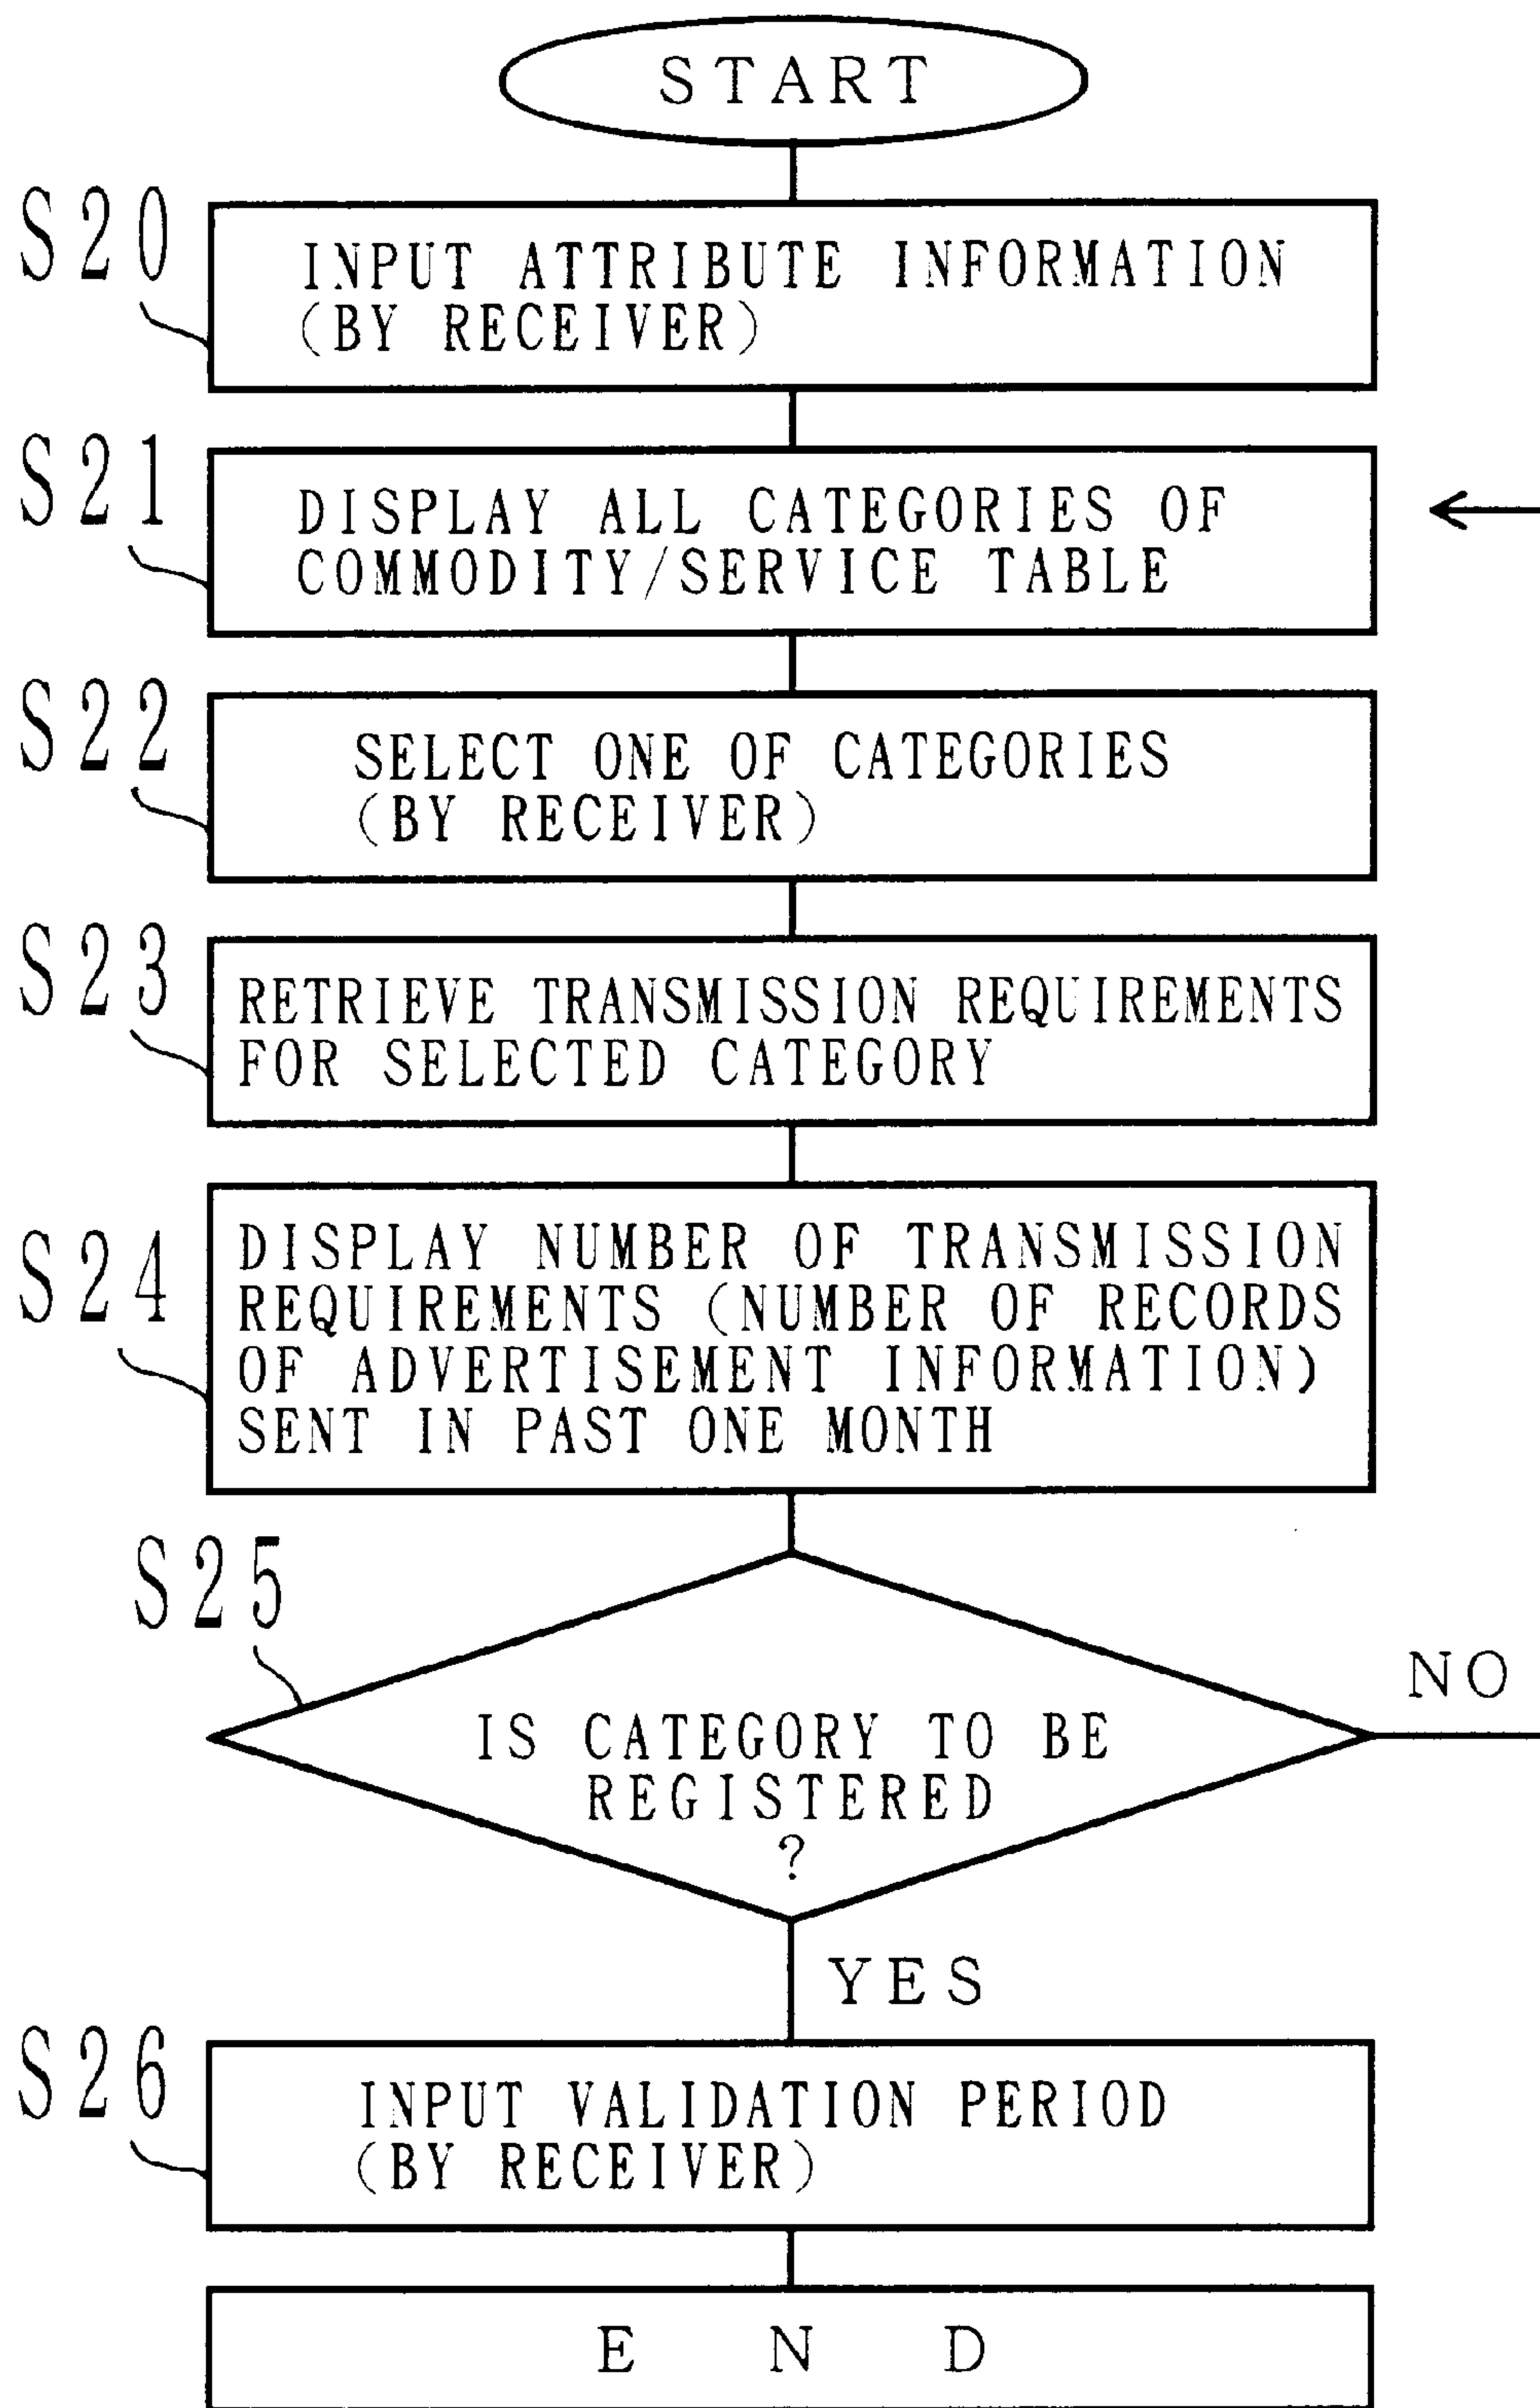 START
S20
INPUT ATTRIBUTE INFORMATION
(BY RECEIVER)
S21
DISPLAY ALL CATEGORIES OF
COMMODITY/SERVICE TABLE
S22
SELECT ONE OF CATEGORIES
(BY RECEIVER)
S23
RETRIEVE TRANSMISSION REQUIREMENTS
FOR SELECTED CATEGORY
S24
DISPLAY NUMBER OF TRANSMISSION
REQUIREMENTS (NUMBER OF RECORDS
OF ADVERTISEMENT INFORMATION)
SENT IN PAST ONE MONTH
S25
IS CATEGORY TO BE
REGISTERED
?
NO
YES
S26
INPUT VALIDATION PERIOD
(BY RECEIVER)
E N D